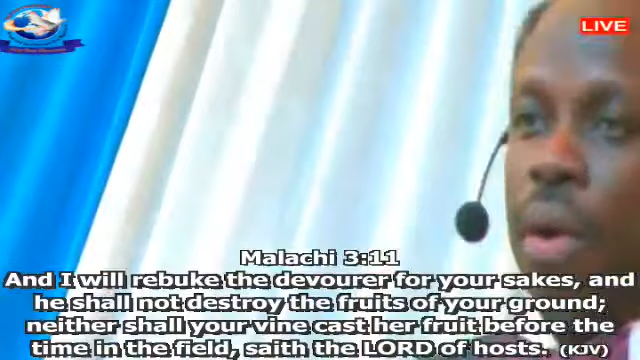 LIVE
Malachi 3:11
And I will rebuke the devourer for your sakes, and
he shall not destroy the fruits of your ground;
neither shall your vine cast her fruit before the
time in the field, saith the LORD of hosts. (KJV)